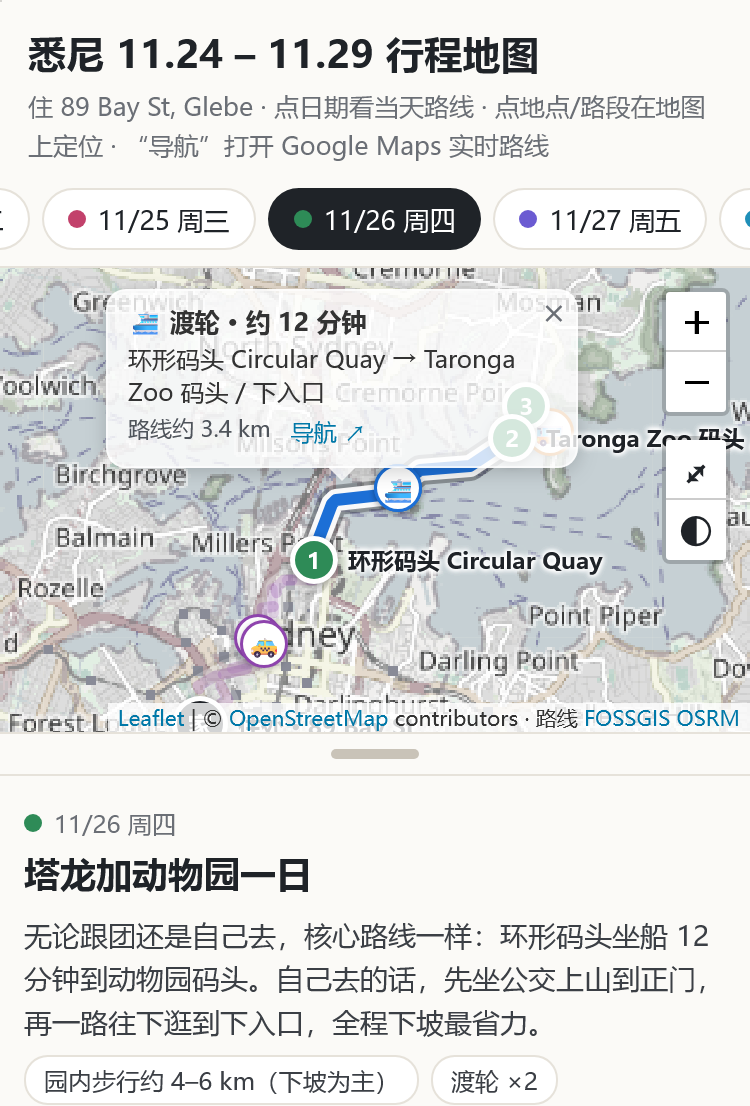 悉尼 11.24 – 11.29 行程地图
住 89 Bay St, Glebe · 点日期看当天路线 · 点地点/路段在地图
上定位 · “导航”打开 Google Maps 实时路线
11/25 周三
11/26 周四
11/27 周五
Cremorne
Greenwich
Mosman
渡轮 · 约 12 分钟
×
+
North Sydney
环形码头 Circular Quay → Taronga
Zoo 码头 / 下入口
Cremorne Poi
路线约 3.4 km 导航 ↗
Milsons Point
−
3
2
Taronga Zoo 码头
oolwich
Birchgrove
Balmain
Millers P
1
环形码头 Circular Quay
Rozelle
Point Piper
d
dney
Darling Point
Do
Darlinghurst
Forest Lo
Leaflet | © OpenStreetMap contributors · 路线 FOSSGIS OSRM
11/26 周四
塔龙加动物园一日
无论跟团还是自己去，核心路线一样：环形码头坐船 12
分钟到动物园码头。自己去的话，先坐公交上山到正门，
再一路往下逛到下入口，全程下坡最省力。
园内步行约 4–6 km（下坡为主）
渡轮 ×2